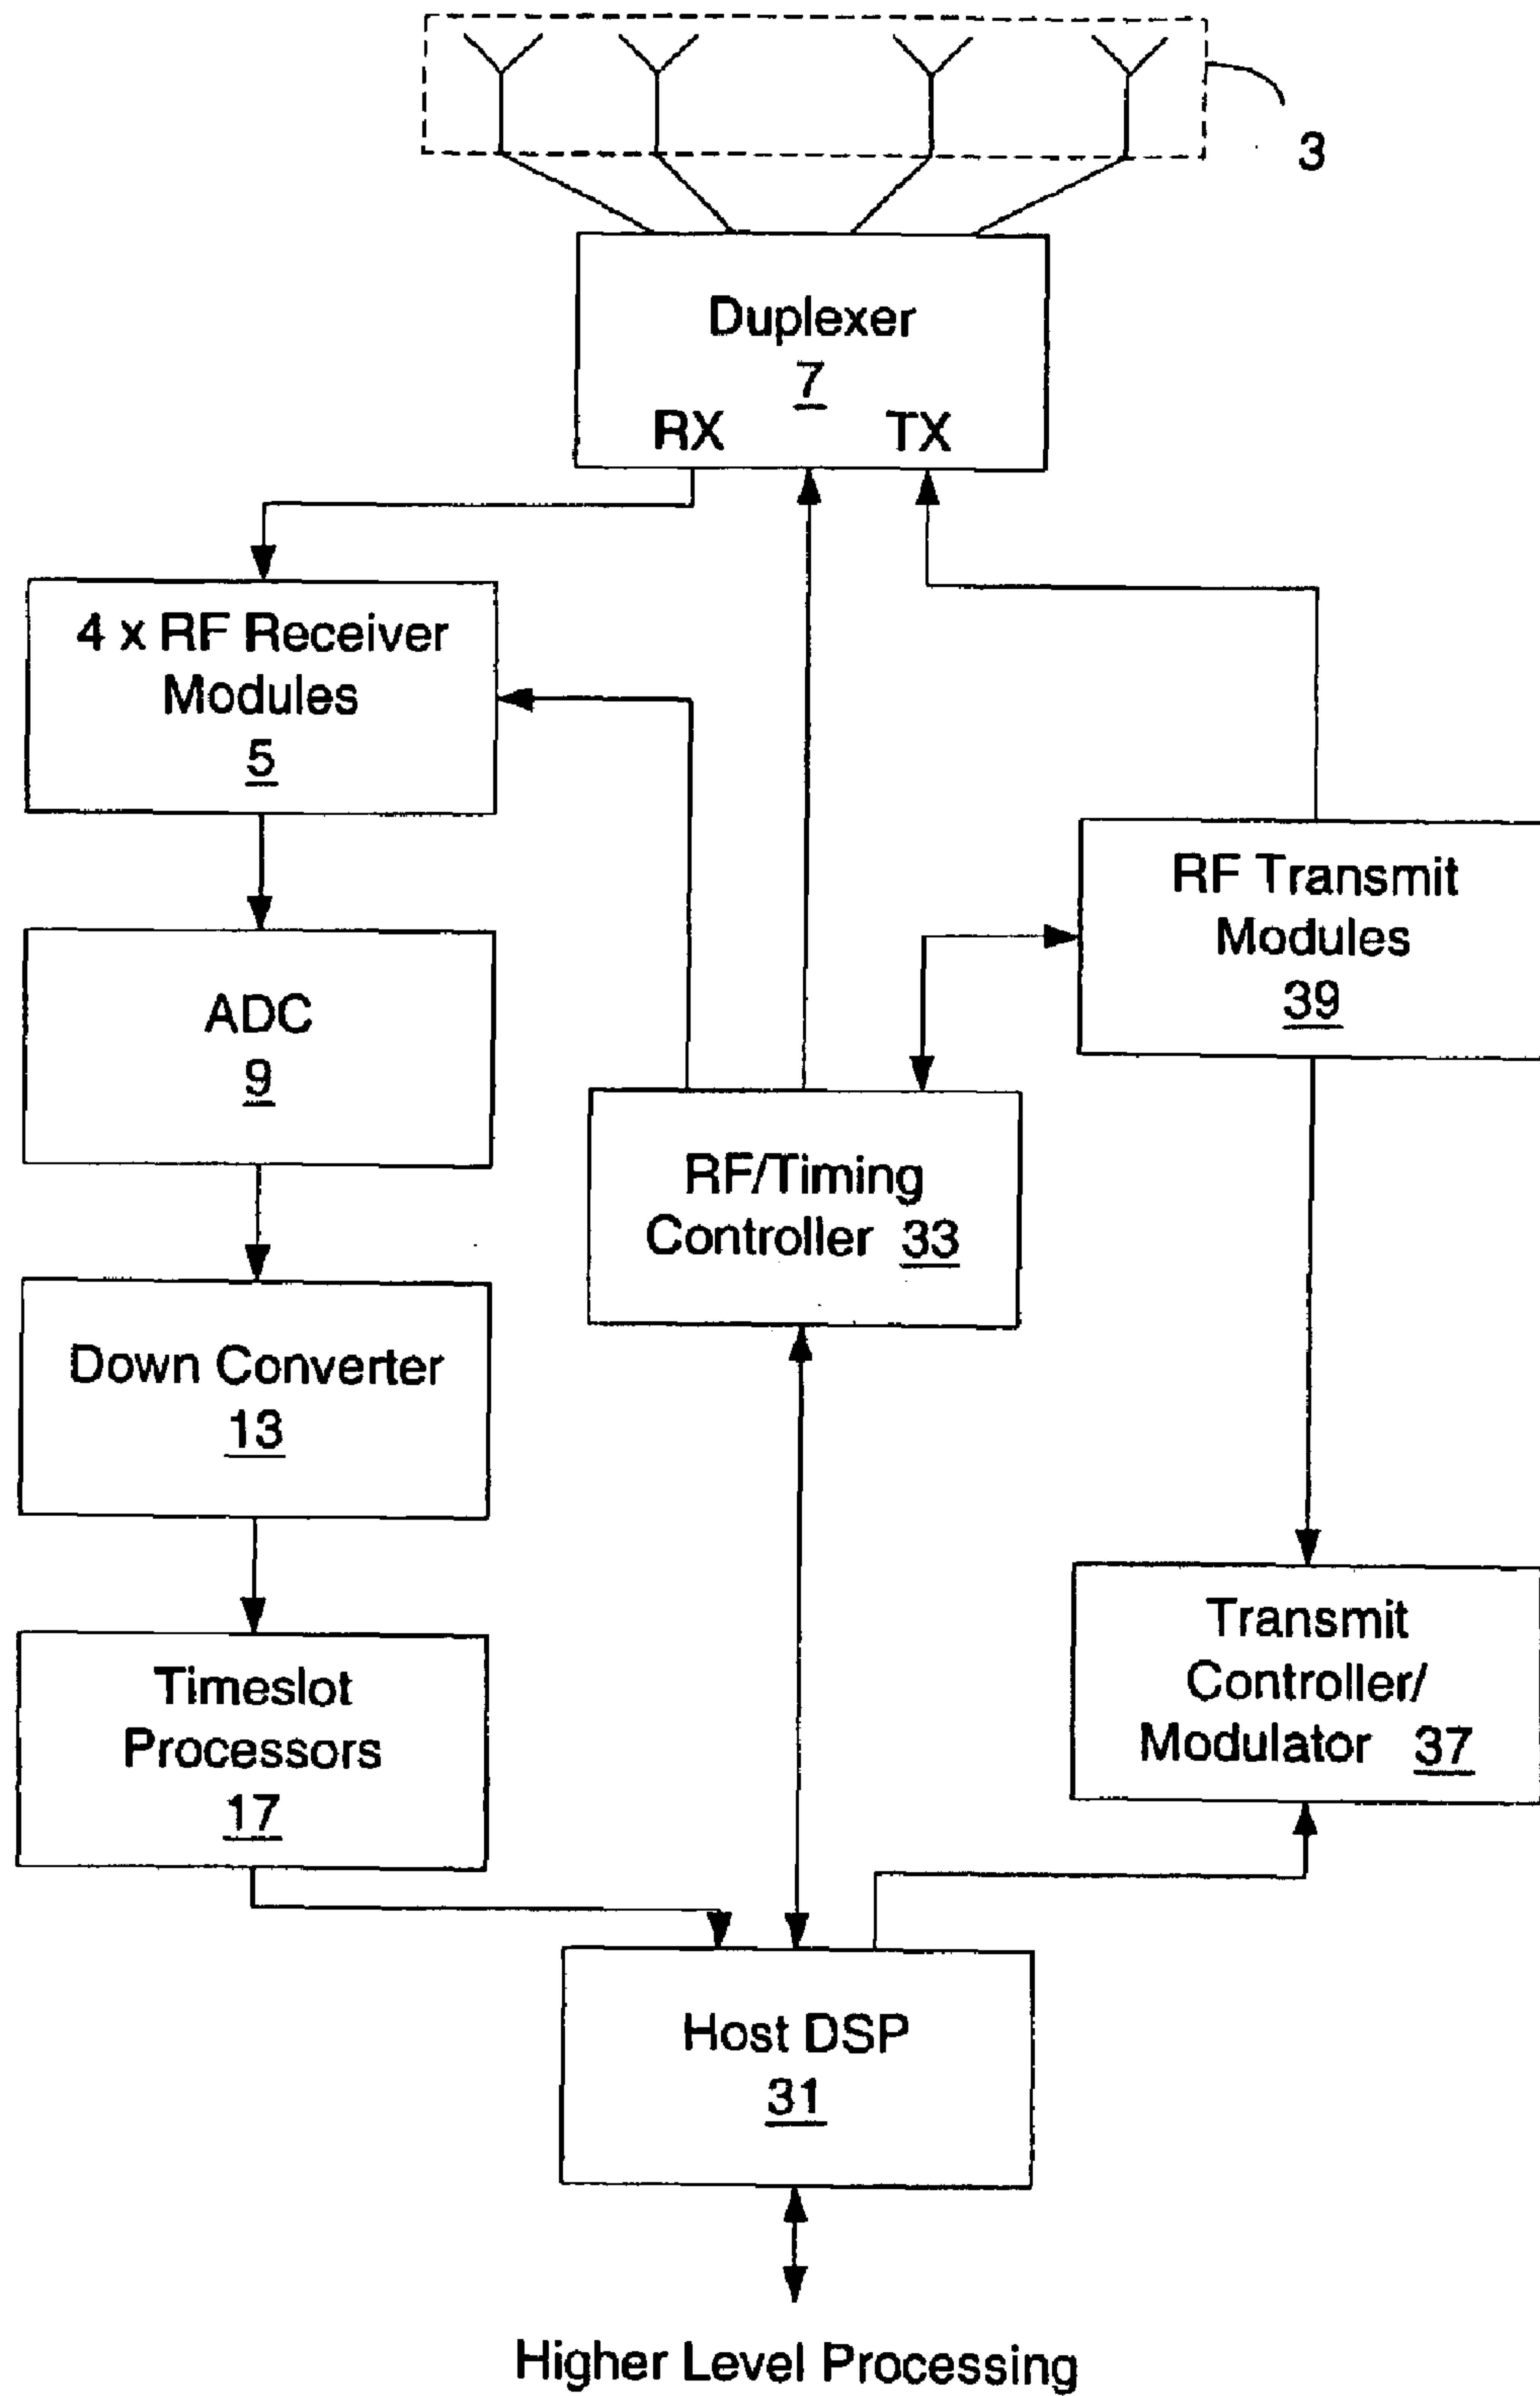 3
Duplexer
7
RX TX
4 x RF Receiver
Modules
5
RF Transmit
Modules
39
ADC
9
RF/Timing
Controller 33
Down Converter
13
Timeslot
Processors
17
Transmit
Controller/
Modulator 37
Host DSP
31
Higher Level Processing